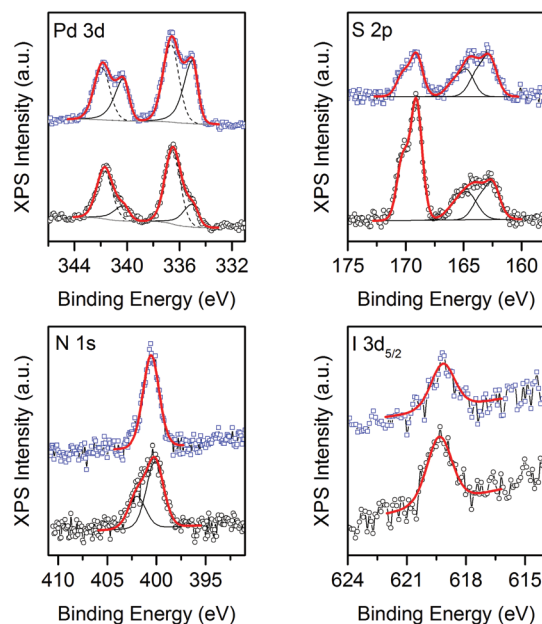 Pd 3d
XPS Intensity (a.u.)
344 340 336 332
Binding Energy (eV)
S 2p
XPS Intensity (a.u.)
175 170 165 160
Binding Energy (eV)
N 1s
XPS Intensity (a.u.)
410 405 400 395
Binding Energy (eV)
I 3d5/2
XPS Intensity (a.u.)
624 621 618 615
Binding Energy (eV)